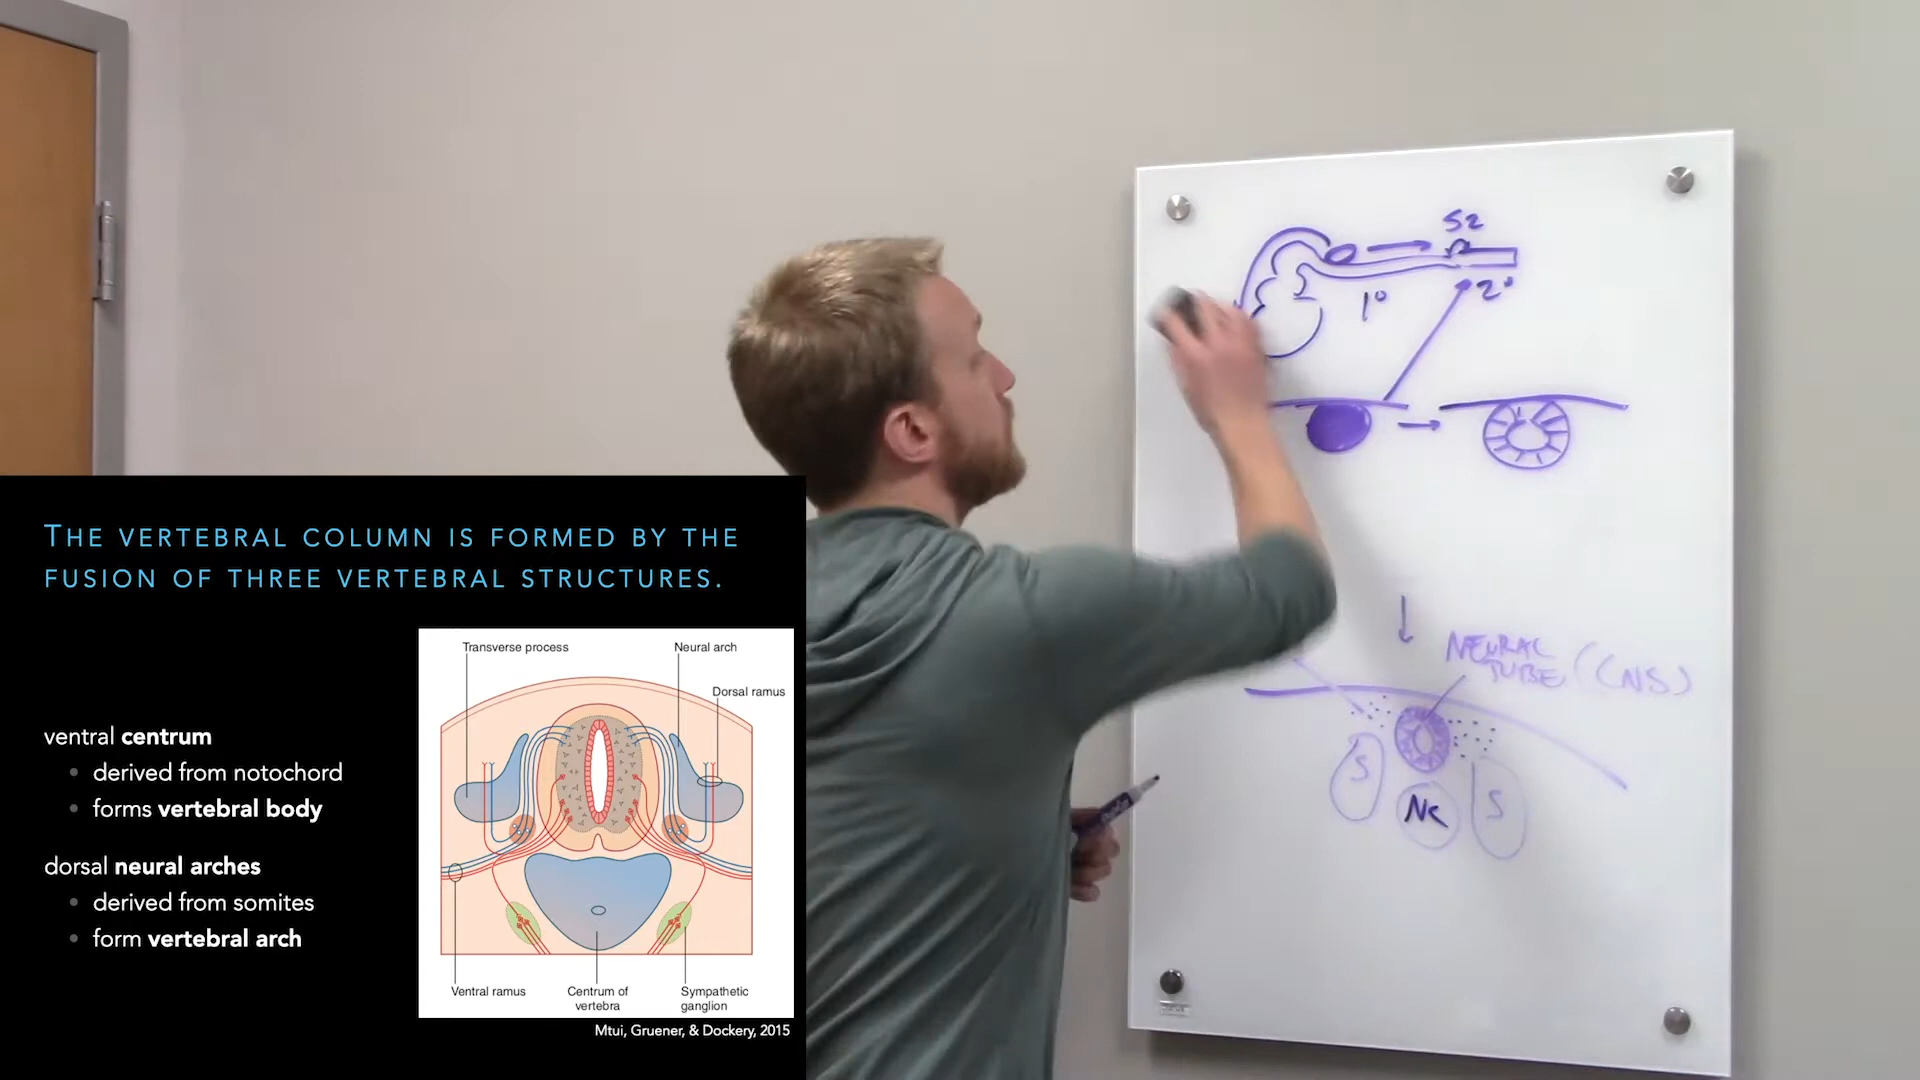 THE VERTEBRAL COLUMN IS FORMED BY THE
FUSION OF THREE VERTEBRAL STRUCTURES.
ventral centrum
• derived from notochord
• forms vertebral body
dorsal neural arches
• derived from somites
• form vertebral arch
Transverse process
Neural arch
Dorsal ramus
Ventral ramus
Centrum of
vertebra
Sympathetic
ganglion
Mtui, Gruener, & Dockery, 2015
S2
1°
2°
NEURAL
TUBE (CNS)
S
NC
S